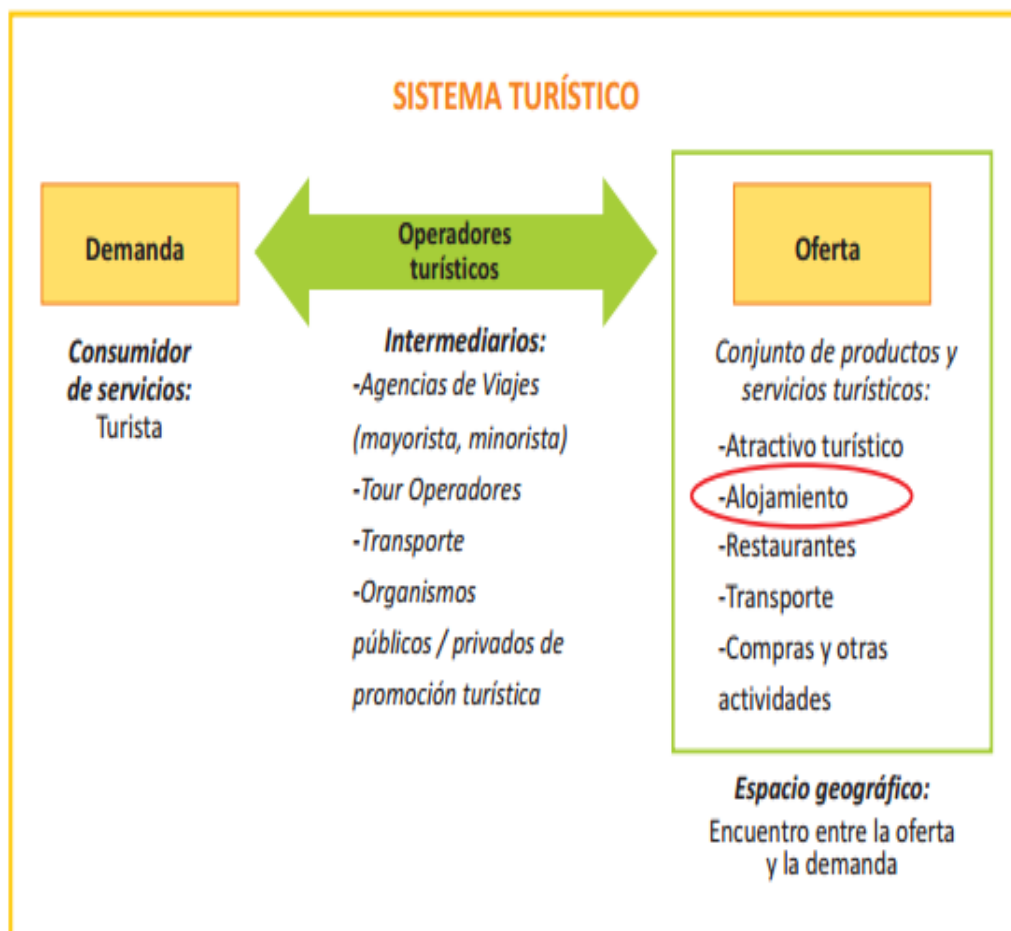 SISTEMA TURÍSTICO
Demanda
Consumidor
de servicios:
Turista
Operadores
turísticos
Intermediarios:
-Agencias de Viajes
(mayorista, minorista)
-Tour Operadores
-Transporte
-Organismos
públicos / privados de
promoción turística
Oferta
Conjunto de productos y
servicios turísticos:
-Atractivo turístico
-Alojamiento
-Restaurantes
-Transporte
-Compras y otras
actividades
Espacio geográfico:
Encuentro entre la oferta
y la demanda